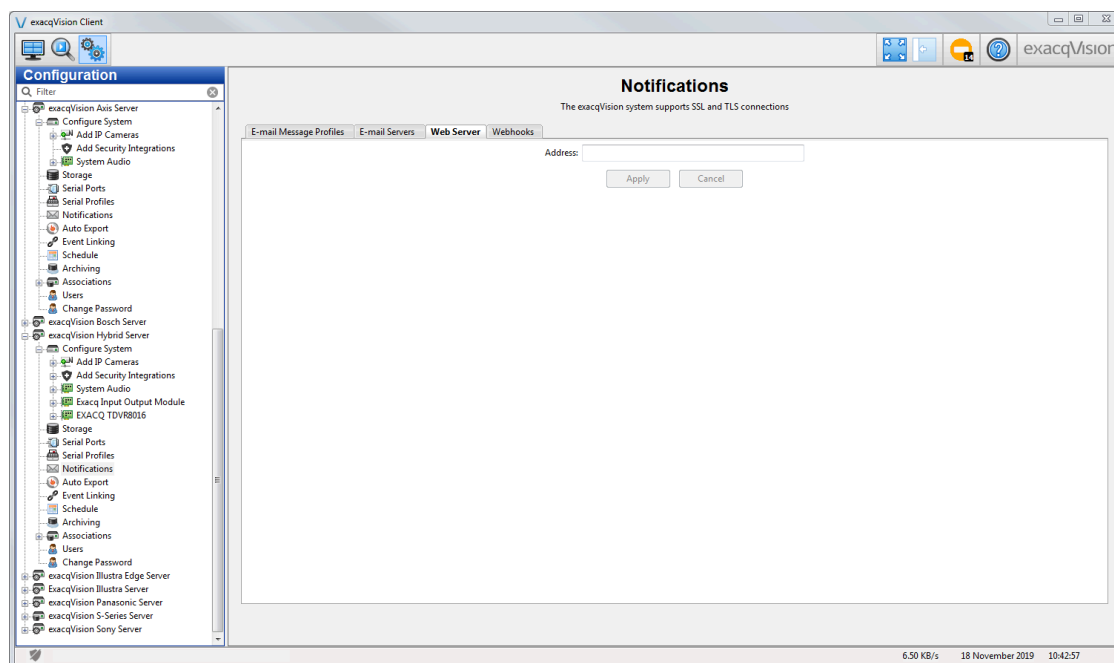 exacqVision Client
14
exacqVision
Configuration
Filter
exacqVision Axis Server
Configure System
Add IP Cameras
Add Security Integrations
System Audio
Storage
Serial Ports
Serial Profiles
Notifications
Auto Export
Event Linking
Schedule
Archiving
Associations
Users
Change Password
exacqVision Bosch Server
exacqVision Hybrid Server
Configure System
Add IP Cameras
Add Security Integrations
System Audio
Exacq Input Output Module
EXACQ TDVR8016
Storage
Serial Ports
Serial Profiles
Notifications
Auto Export
Event Linking
Schedule
Archiving
Associations
Users
Change Password
exacqVision Illustra Edge Server
ExacqVision Illustra Server
exacqVision Panasonic Server
exacqVision S-Series Server
exacqVision Sony Server
Notifications
The exacqVision system supports SSL and TLS connections
E-mail Message Profiles E-mail Servers Web Server Webhooks
Address:
Apply Cancel
6.50 KB/s 18 November 2019 10:42:57